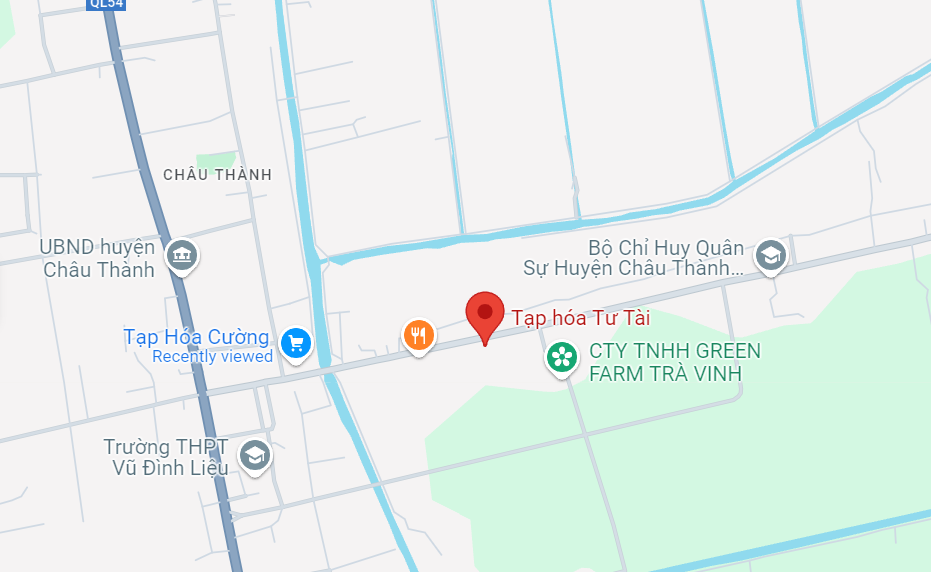 QL54
CHÂU THÀNH
UBND huyện
Châu Thành
Bộ Chỉ Huy Quân
Sự Huyện Châu Thành...
Tạp hóa Tư Tài
Tạp Hóa Cường
Recently viewed
CTY TNHH GREEN
FARM TRÀ VINH
Trường THPT
Vũ Đình Liệu